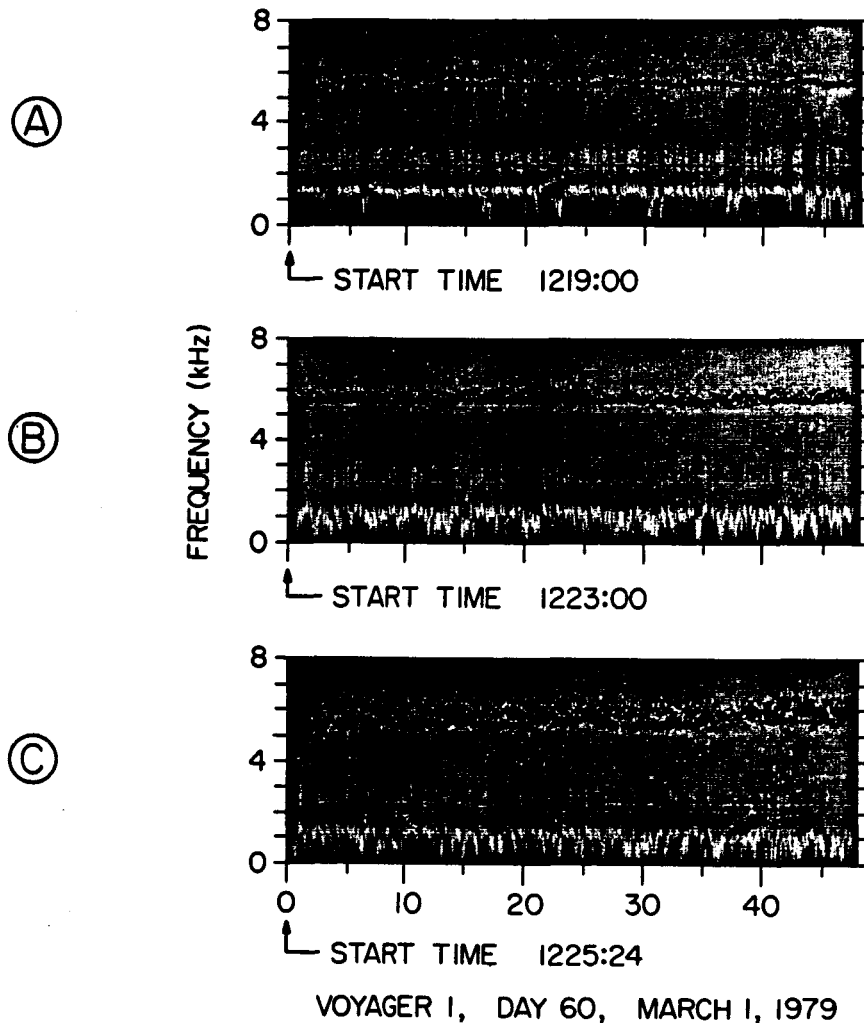 8
A
4
0
START TIME 1219:00
8
B
4
0
FREQUENCY (kHz)
START TIME 1223:00
8
C
4
0
0 10 20 30 40
START TIME 1225:24
VOYAGER 1, DAY 60, MARCH 1, 1979